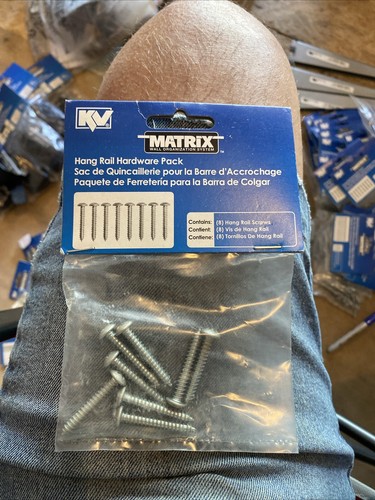 KV
MATRIX
WALL ORGANIZATION SYSTEM
Hang Rail Hardware Pack
Sac de Quincaillerie pour la Barre d'Accrochage
Paquete de Ferretería para la Barra de Colgar
Contains: (8) Hang Rail Screws
Contient: (8) Vis de Hang Rail
Contiene: (8) Tornillos De Hang Rail